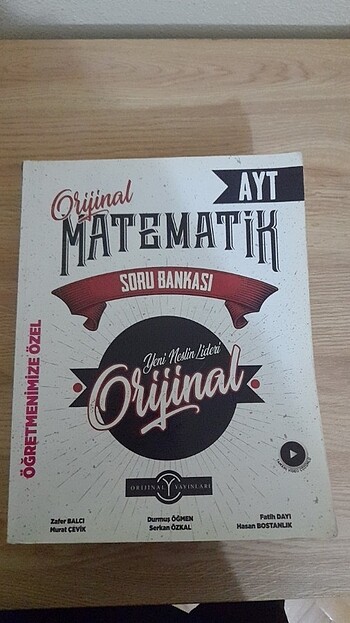 AYT
Orijinal
MATEMATİK
SORU BANKASI
ÖĞRETMENİMİZE ÖZEL
Yeni Neslin Lideri
Orijinal
ORİJİNAL YAYINLARI
Zafer BALCI
Murat ÇEVİK
Durmuş ÖĞMEN
Serkan ÖZKAL
Fatih DAYI
Hasan BOSTANLIK